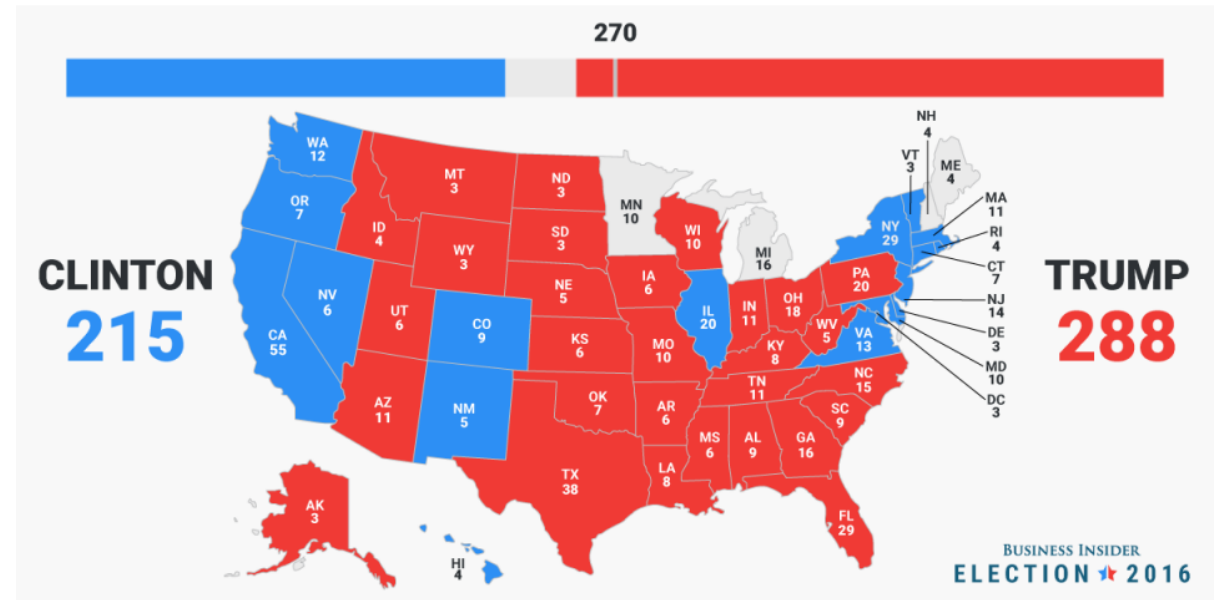 270
CLINTON
215
TRUMP
288
WA
12
OR
7
CA
55
NV
6
ID
4
MT
3
WY
3
UT
6
AZ
11
CO
9
NM
5
ND
3
SD
3
NE
5
KS
6
OK
7
TX
38
MN
10
IA
6
MO
10
AR
6
LA
8
WI
10
IL
20
MI
16
IN
11
OH
18
KY
8
TN
11
MS
6
AL
9
GA
16
FL
29
SC
9
NC
15
VA
13
WV
5
PA
20
NY
29
VT
3
NH
4
ME
4
MA
11
RI
4
CT
7
NJ
14
DE
3
MD
10
DC
3
AK
3
HI
4
BUSINESS INSIDER
ELECTION 2016